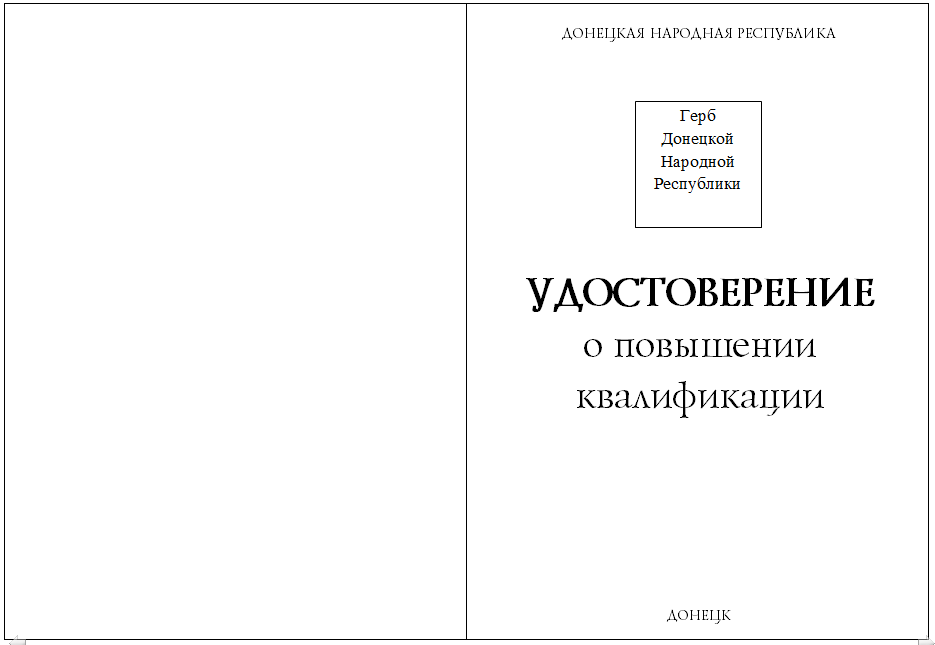 ДОНЕЦКАЯ НАРОДНАЯ РЕСПУБЛИКА
Герб
Донецкой
Народной
Республики
УДОСТОВЕРЕНИЕ
о повышении
квалификации
ДОНЕЦК